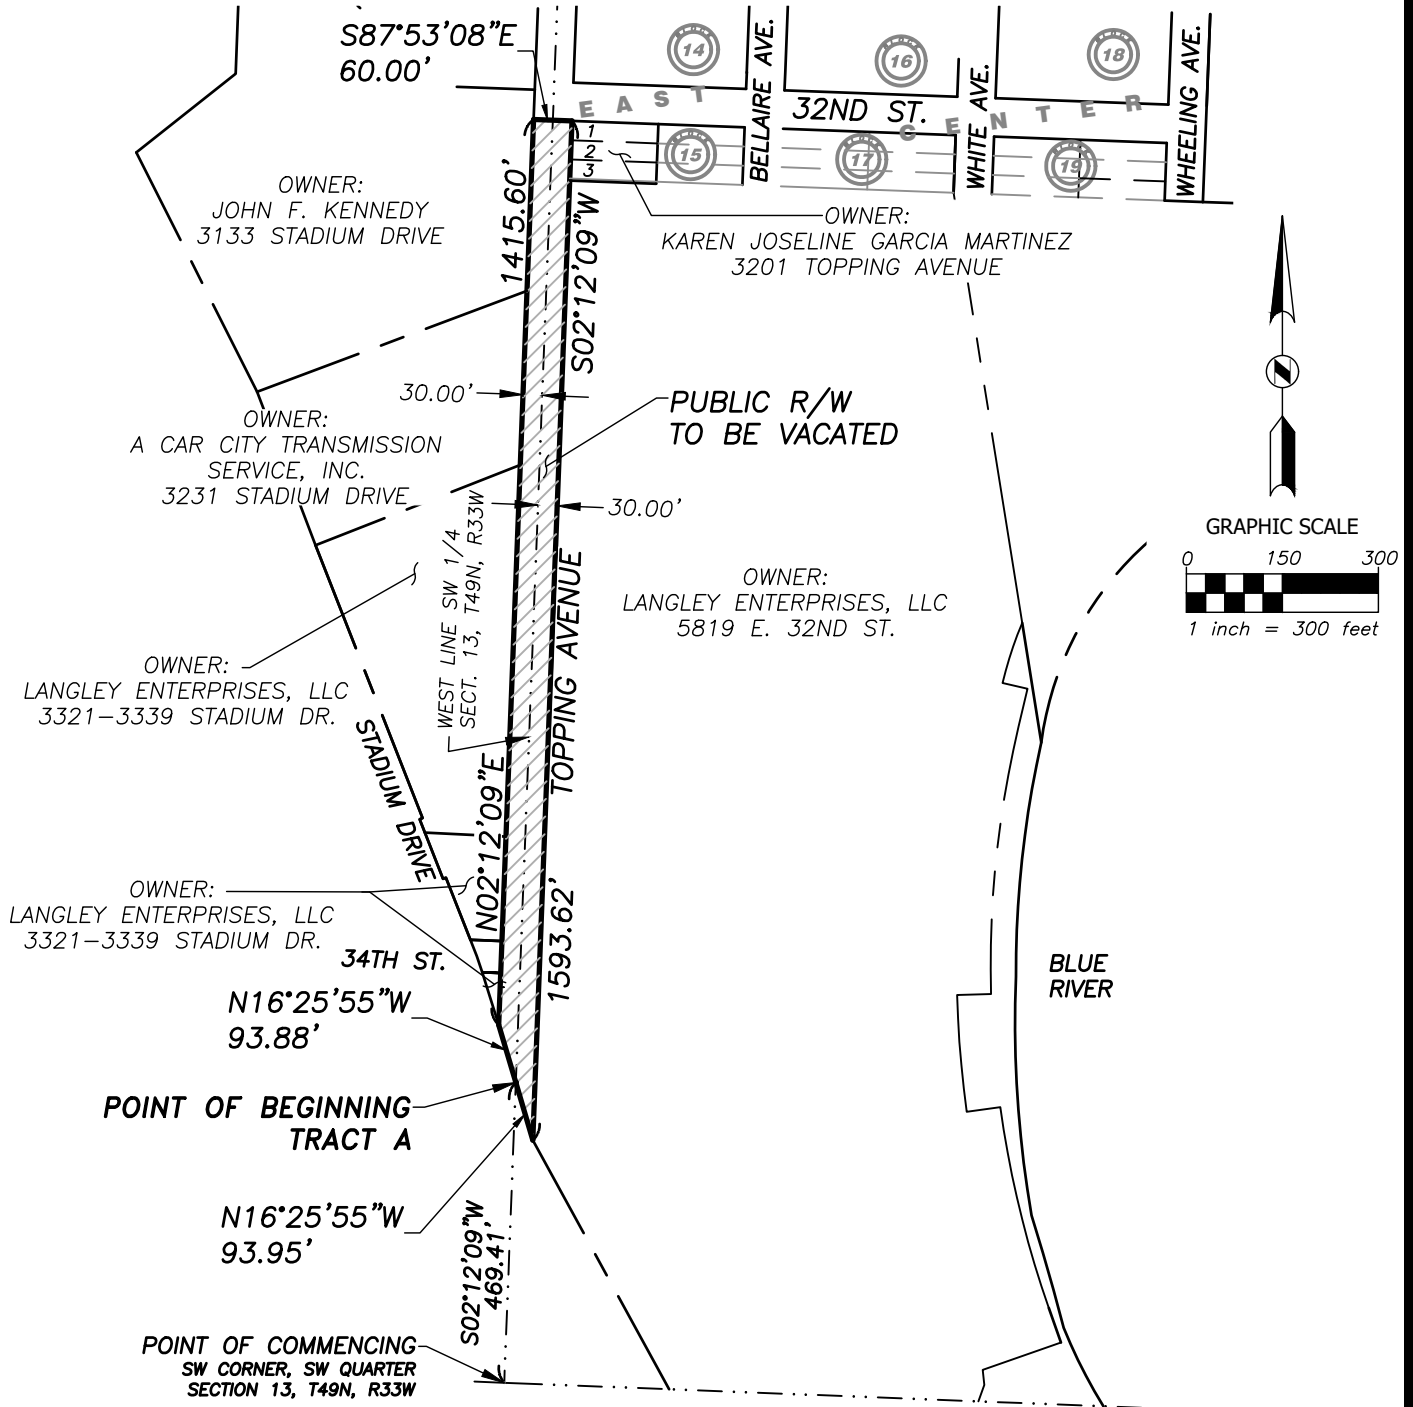 S87°53'08"E
60.00'
14
16
18
BLOCK
BLOCK
BLOCK
EAST CENTER
32ND ST.
BELLAIRE AVE.
WHITE AVE.
WHEELING AVE.
1
2
3
BLOCK
15
BLOCK
17
BLOCK
19
OWNER:
JOHN F. KENNEDY
3133 STADIUM DRIVE
1415.60'
S02°12'09"W
OWNER:
KAREN JOSELINE GARCIA MARTINEZ
3201 TOPPING AVENUE
30.00'
PUBLIC R/W
TO BE VACATED
OWNER:
A CAR CITY TRANSMISSION
SERVICE, INC.
3231 STADIUM DRIVE
30.00'
WEST LINE SW 1/4
SECT. 13, T49N, R33W
TOPPING AVENUE
GRAPHIC SCALE
0 150 300
1 inch = 300 feet
OWNER:
LANGLEY ENTERPRISES, LLC
5819 E. 32ND ST.
OWNER:
LANGLEY ENTERPRISES, LLC
3321-3339 STADIUM DR.
STADIUM DRIVE
N02°12'09"E
1593.62'
OWNER:
LANGLEY ENTERPRISES, LLC
3321-3339 STADIUM DR.
34TH ST.
BLUE
RIVER
N16°25'55"W
93.88'
POINT OF BEGINNING
TRACT A
N16°25'55"W
93.95'
S02°12'09"W
469.41'
POINT OF COMMENCING
SW CORNER, SW QUARTER
SECTION 13, T49N, R33W